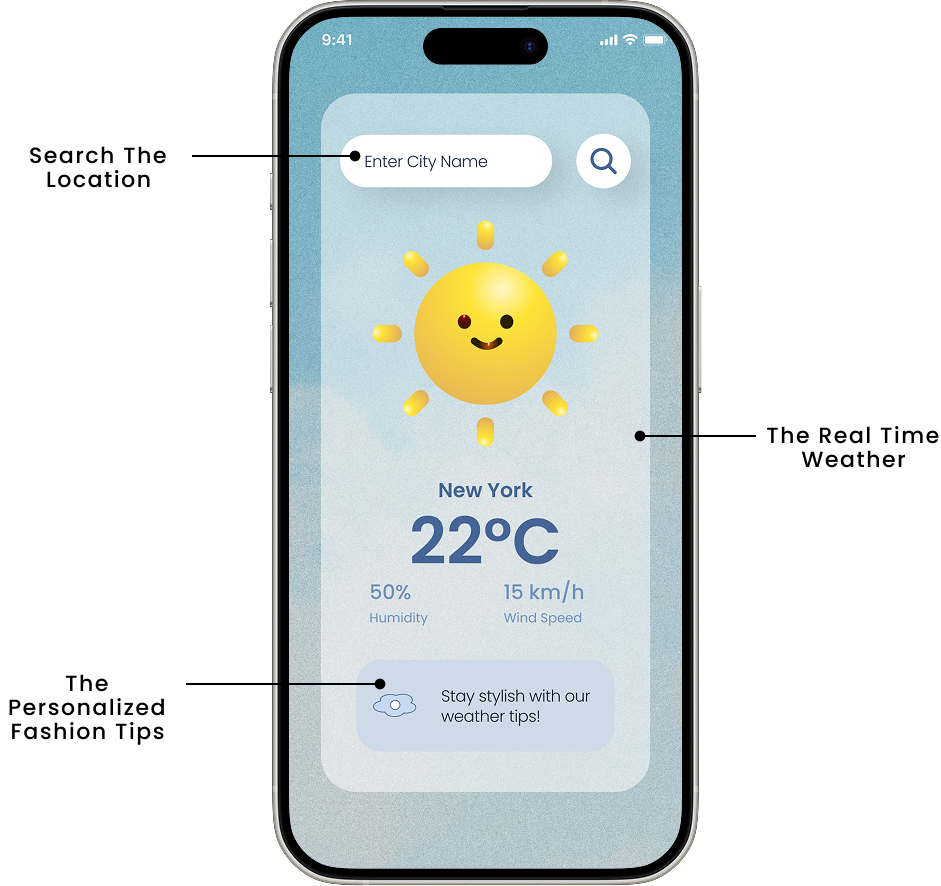 9:41
Search The
Location
Enter City Name
The Real Time
Weather
New York
22°C
50%
15 km/h
Humidity
Wind Speed
The
Personalized
Fashion Tips
Stay stylish with our
weather tips!